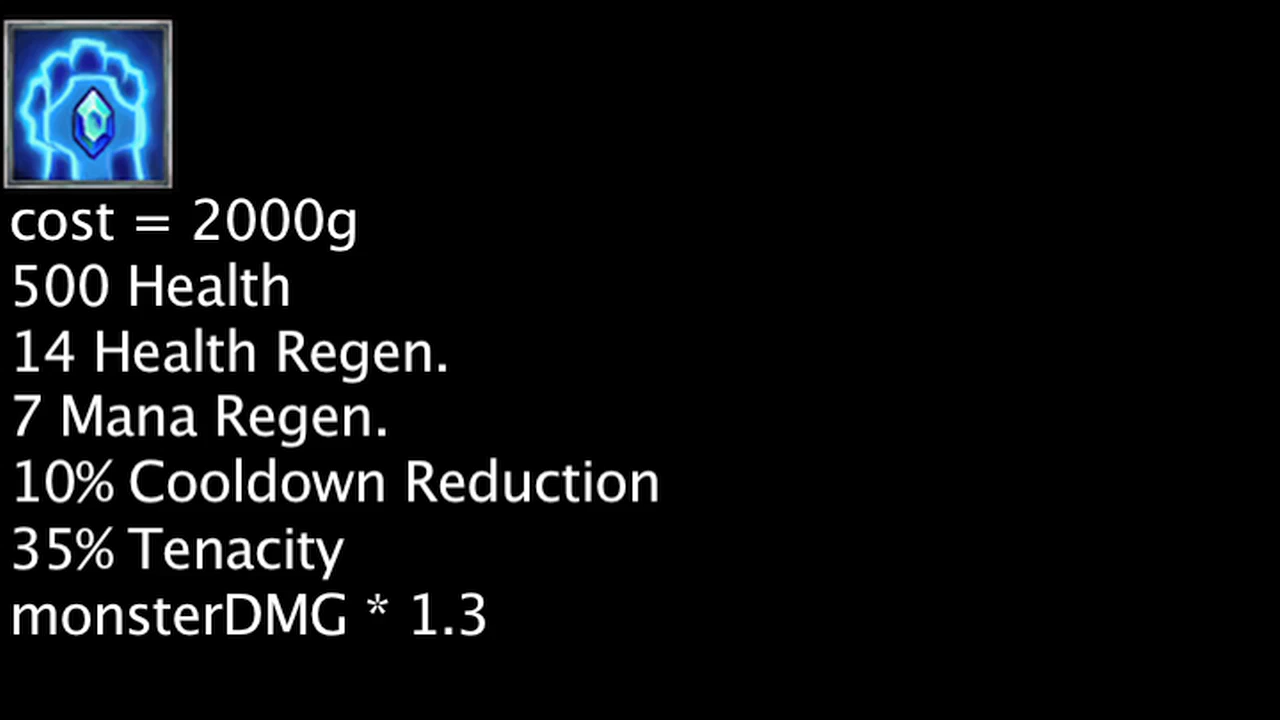 cost = 2000g
500 Health
14 Health Regen.
7 Mana Regen.
10% Cooldown Reduction
35% Tenacity
monsterDMG * 1.3